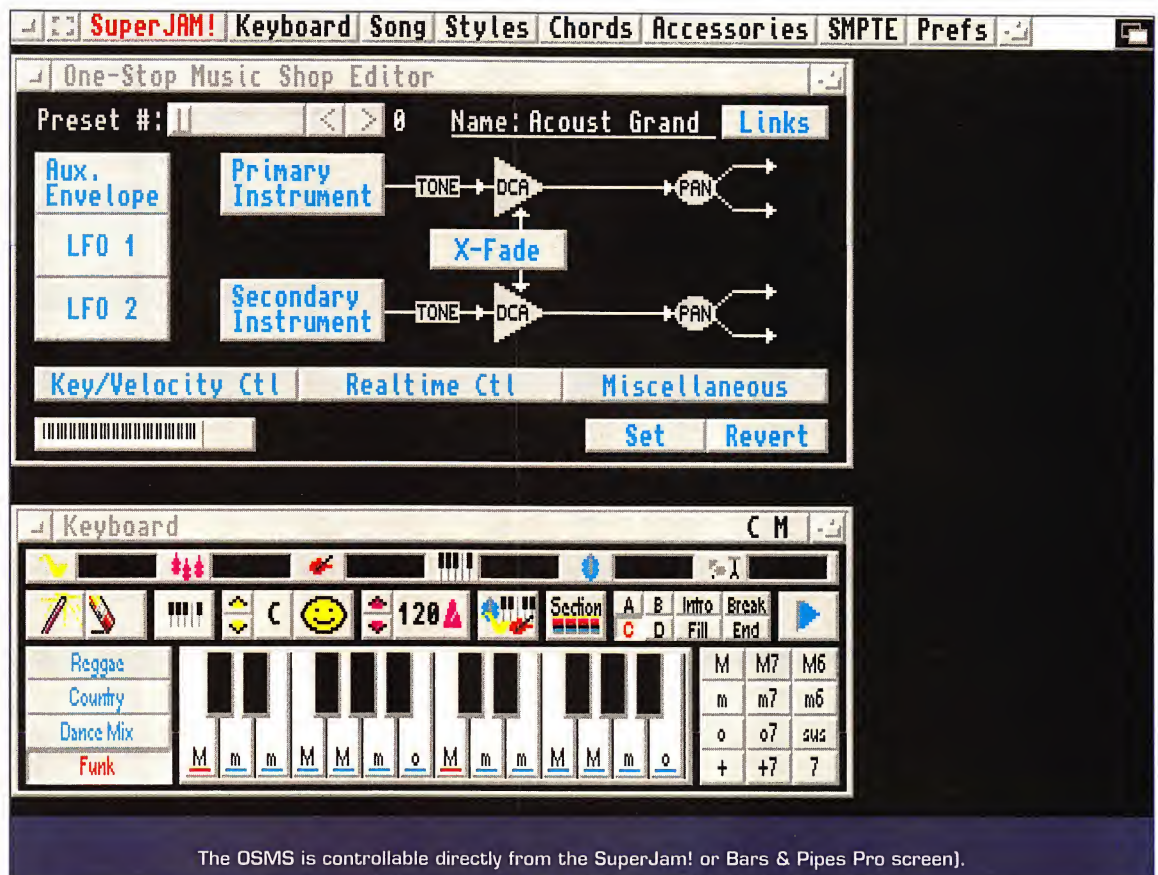 SuperJAM! Keyboard Song Styles Chords Accessories SMPTE Prefs
One-Stop Music Shop Editor
Preset #: < > 0 Name: Acoust Grand Links
Aux.
Envelope
LFO 1
LFO 2
Primary
Instrument
TONE DCA PAN
X-Fade
Secondary
Instrument
TONE DCA PAN
Key/Velocity Ctl Realtime Ctl Miscellaneous
Set Revert
Keyboard C M
C 120 Section A B Intro Break
C D Fill End
Reggae
Country
Dance Mix
Funk
M m m M M m o M m m M M m o
M M7 M6
m m7 m6
o o7 sus
+ +7 7
The OSMS is controllable directly from the SuperJam! or Bars & Pipes Pro screen).